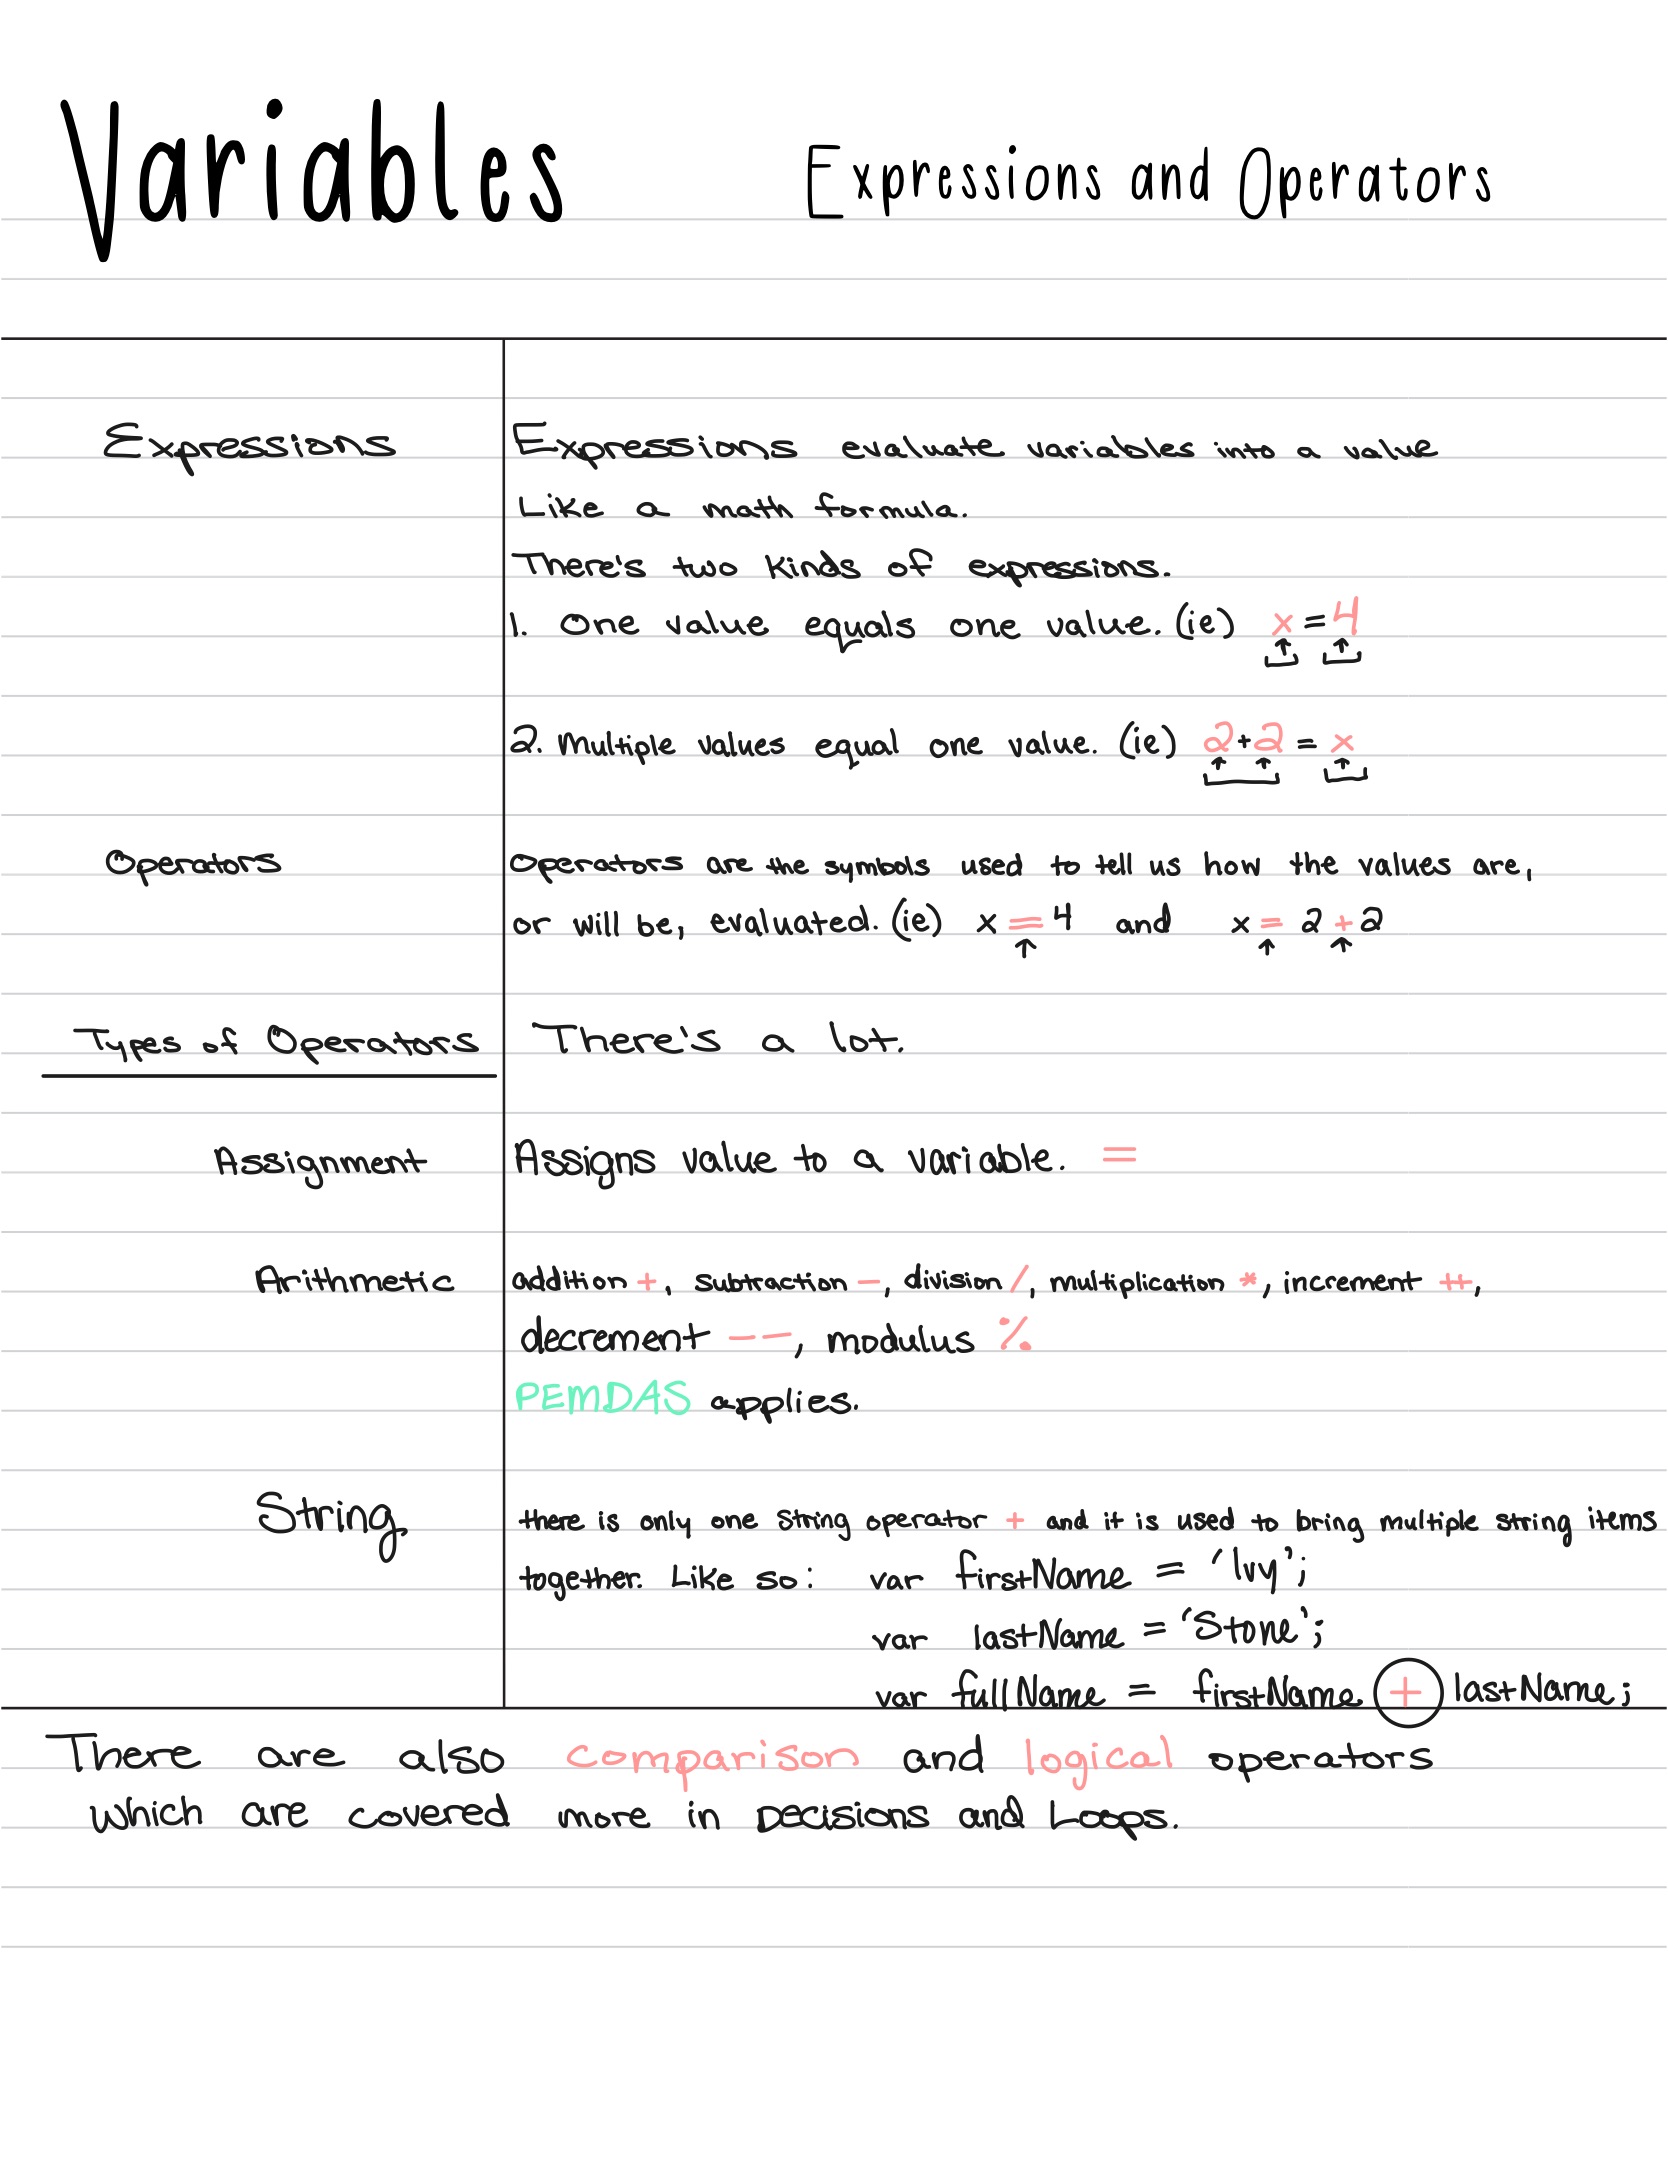 Variables
Expressions and Operators
Expressions
Expressions evaluate variables into a value
Like a math formula.
There's two kinds of expressions.
1. One value equals one value. (ie) x = 4
2. Multiple values equal one value. (ie) 2 + 2 = x
Operators
Operators are the symbols used to tell us how the values are,
or will be, evaluated. (ie) x = 4 and x = 2 + 2
Types of Operators
There's a lot.
Assignment
Assigns value to a variable. =
Arithmetic
addition +, subtraction -, division /, multiplication *, increment ++,
decrement --, modulus %
PEMDAS applies.
String
there is only one string operator + and it is used to bring multiple string items
together. Like so: var firstName = 'Ivy';
var lastName = 'Stone';
var fullName = firstName + lastName;
There are also comparison and logical operators
which are covered more in Decisions and Loops.